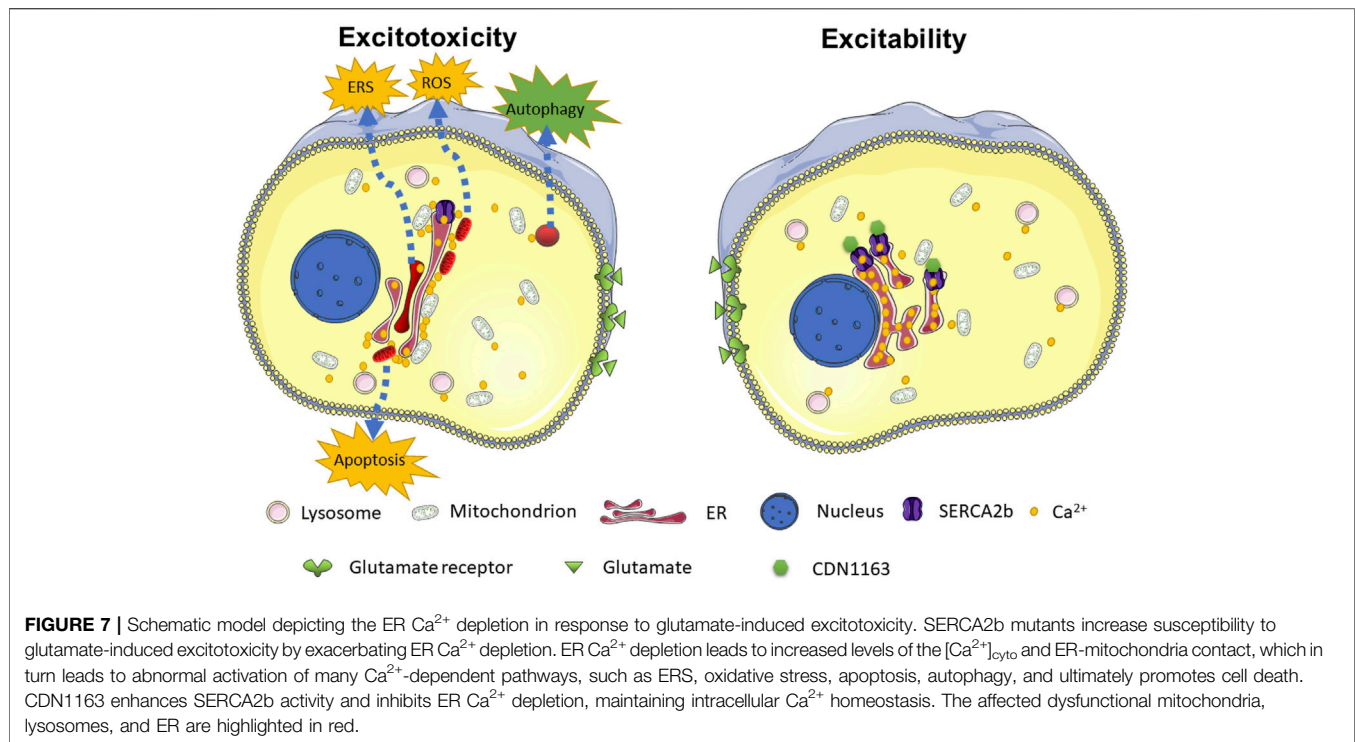 Excitotoxicity
Excitability
ERS
ROS
Autophagy
Apoptosis
Lysosome
Mitochondrion
ER
Nucleus
SERCA2b
Ca²⁺
Glutamate receptor
Glutamate
CDN1163
FIGURE 7 | Schematic model depicting the ER Ca²⁺ depletion in response to glutamate-induced excitotoxicity. SERCA2b mutants increase susceptibility to
glutamate-induced excitotoxicity by exacerbating ER Ca²⁺ depletion. ER Ca²⁺ depletion leads to increased levels of the [Ca²⁺]cyto and ER-mitochondria contact, which in
turn leads to abnormal activation of many Ca²⁺-dependent pathways, such as ERS, oxidative stress, apoptosis, autophagy, and ultimately promotes cell death.
CDN1163 enhances SERCA2b activity and inhibits ER Ca²⁺ depletion, maintaining intracellular Ca²⁺ homeostasis. The affected dysfunctional mitochondria,
lysosomes, and ER are highlighted in red.